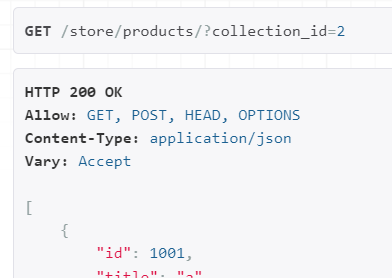 GET /store/products/?collection_id=2
HTTP 200 OK
Allow: GET, POST, HEAD, OPTIONS
Content-Type: application/json
Vary: Accept
[
{
"id": 1001,
"title": "a"